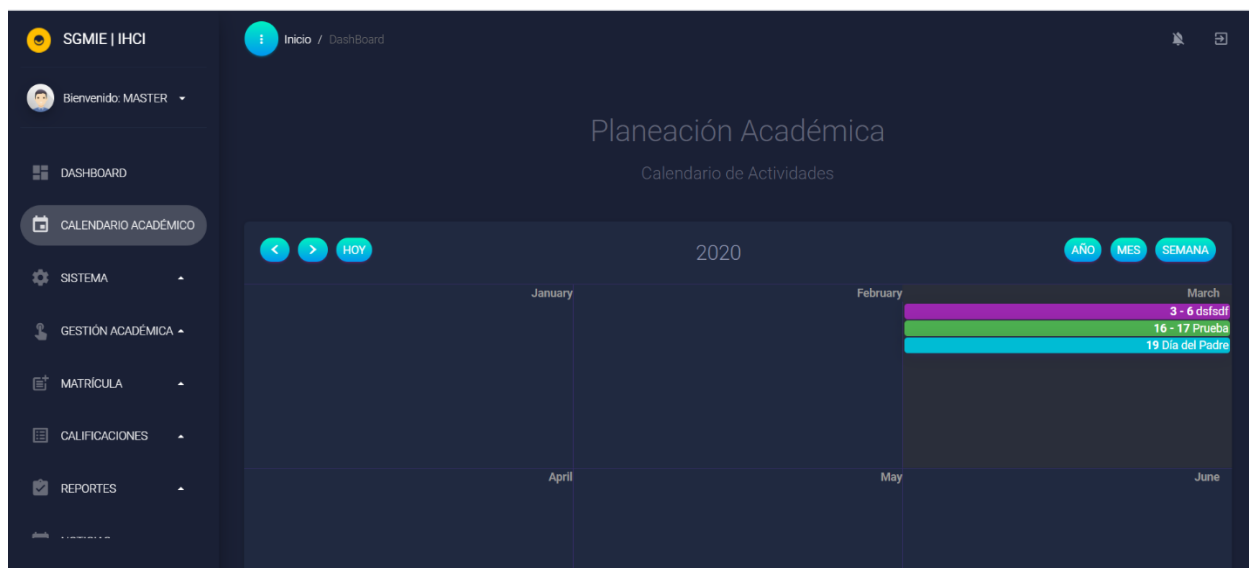 SGMIE | IHCI
Inicio / DashBoard
Bienvenido: MASTER
Planeación Académica
Calendario de Actividades
DASHBOARD
CALENDARIO ACADÉMICO
SISTEMA
GESTIÓN ACADÉMICA
MATRÍCULA
CALIFICACIONES
REPORTES
HOY
2020
AÑO MES SEMANA
January
February
March
3 - 6 dsfsdf
16 - 17 Prueba
19 Día del Padre
April
May
June